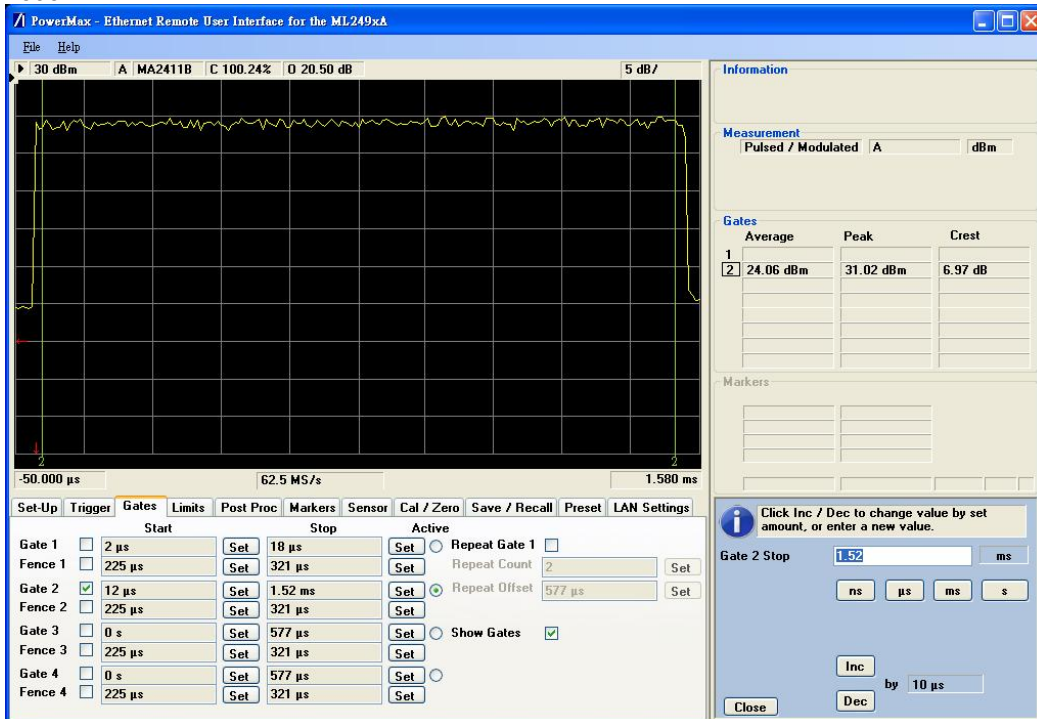 PowerMax - Ethernet Remote User Interface for the ML249xA
File Help
30 dBm A MA2411B C 100.24% O 20.50 dB 5 dB/
2 2
-50.000 µs 62.5 MS/s 1.580 ms
Information
Measurement
Pulsed / Modulated A dBm
Gates
Average Peak Crest
1
2 24.06 dBm 31.02 dBm 6.97 dB
Markers
Set-Up Trigger Gates Limits Post Proc Markers Sensor Cal / Zero Save / Recall Preset LAN Settings
Start Stop Active
Gate 1 2 µs Set 18 µs Set Repeat Gate 1
Fence 1 225 µs Set 321 µs Set Repeat Count 2 Set
Gate 2 12 µs Set 1.52 ms Set Repeat Offset 577 µs Set
Fence 2 225 µs Set 321 µs Set
Gate 3 0 s Set 577 µs Set Show Gates
Fence 3 225 µs Set 321 µs Set
Gate 4 0 s Set 577 µs Set
Fence 4 225 µs Set 321 µs Set
Click Inc / Dec to change value by set
amount, or enter a new value.
Gate 2 Stop 1.52 ms
ns µs ms s
Inc
by 10 µs
Close Dec